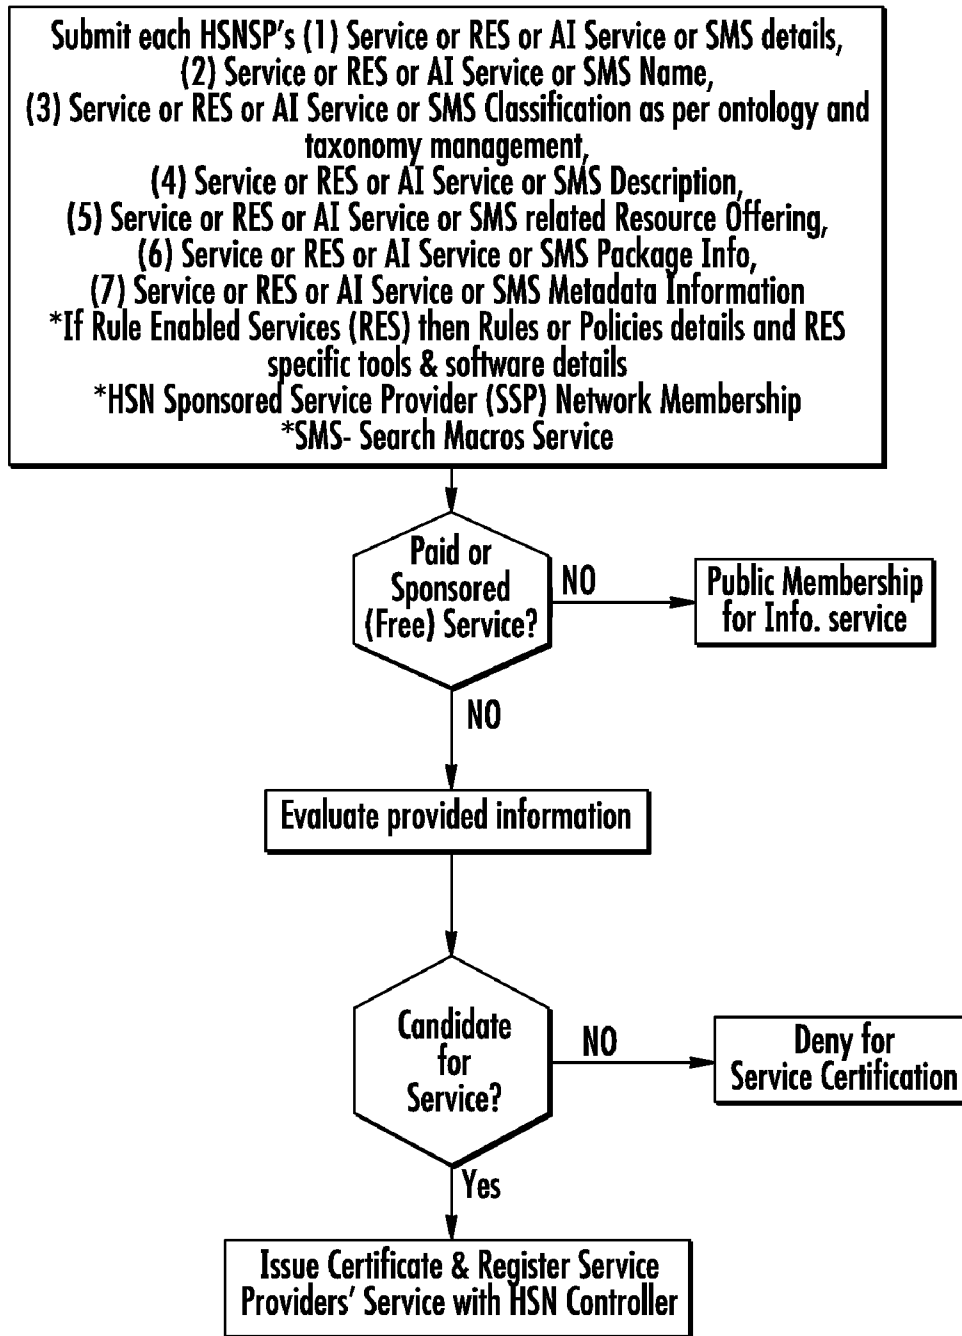 Submit each HSNSP's (1) Service or RES or AI Service or SMS details,
(2) Service or RES or AI Service or SMS Name,
(3) Service or RES or AI Service or SMS Classification as per ontology and
taxonomy management,
(4) Service or RES or AI Service or SMS Description,
(5) Service or RES or AI Service or SMS related Resource Offering,
(6) Service or RES or AI Service or SMS Package Info,
(7) Service or RES or AI Service or SMS Metadata Information
*If Rule Enabled Services (RES) then Rules or Policies details and RES
specific tools & software details
*HSN Sponsored Service Provider (SSP) Network Membership
*SMS- Search Macros Service
Paid or
Sponsored
(Free) Service?
NO
Public Membership
for Info. service
NO
Evaluate provided information
Candidate
for
Service?
NO
Deny for
Service Certification
Yes
Issue Certificate & Register Service
Providers' Service with HSN Controller